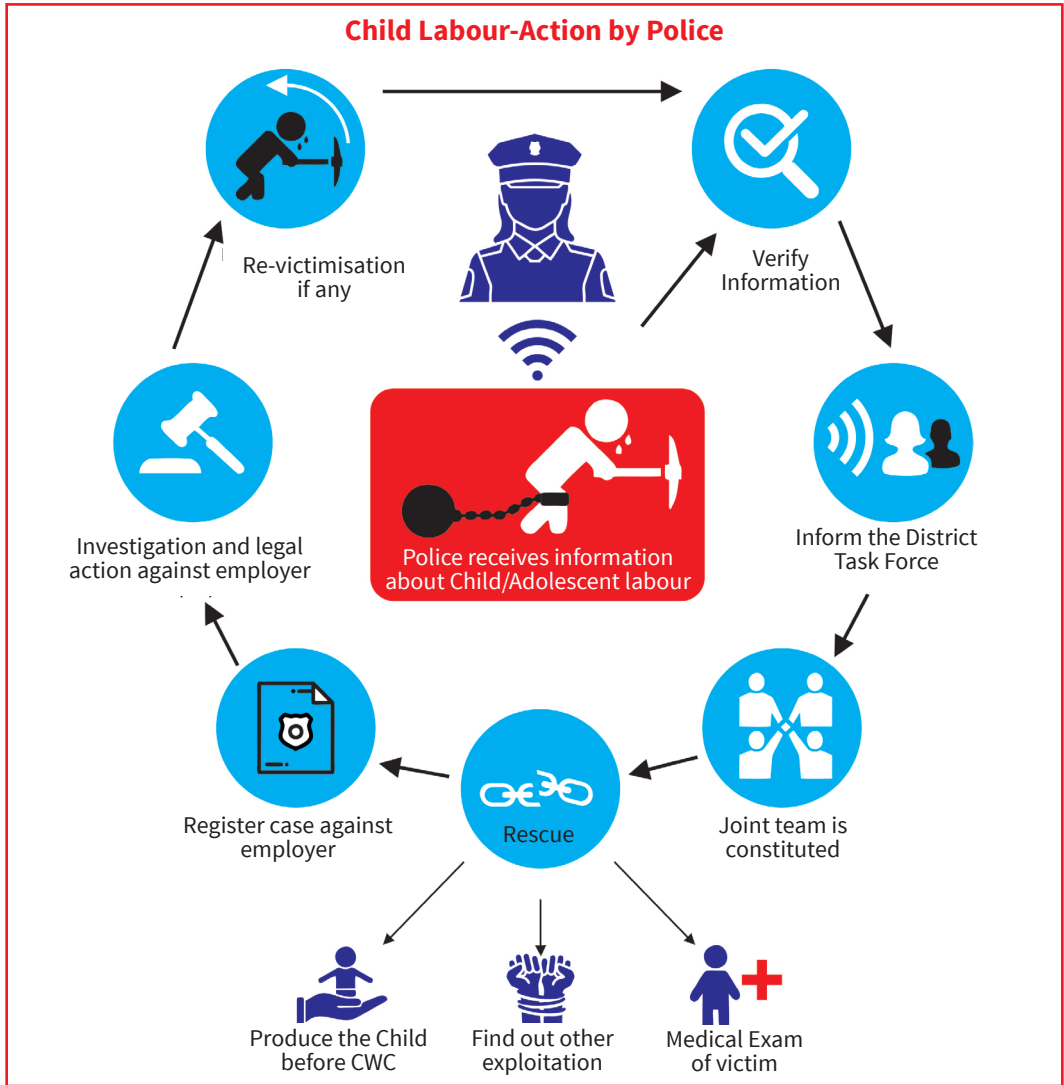 Child Labour-Action by Police
Re-victimisation
if any
Verify
Information
Police receives information
about Child/Adolescent labour
Investigation and legal
action against employer
Inform the District
Task Force
Register case against
employer
Rescue
Joint team is
constituted
Produce the Child
before CWC
Find out other
exploitation
Medical Exam
of victim